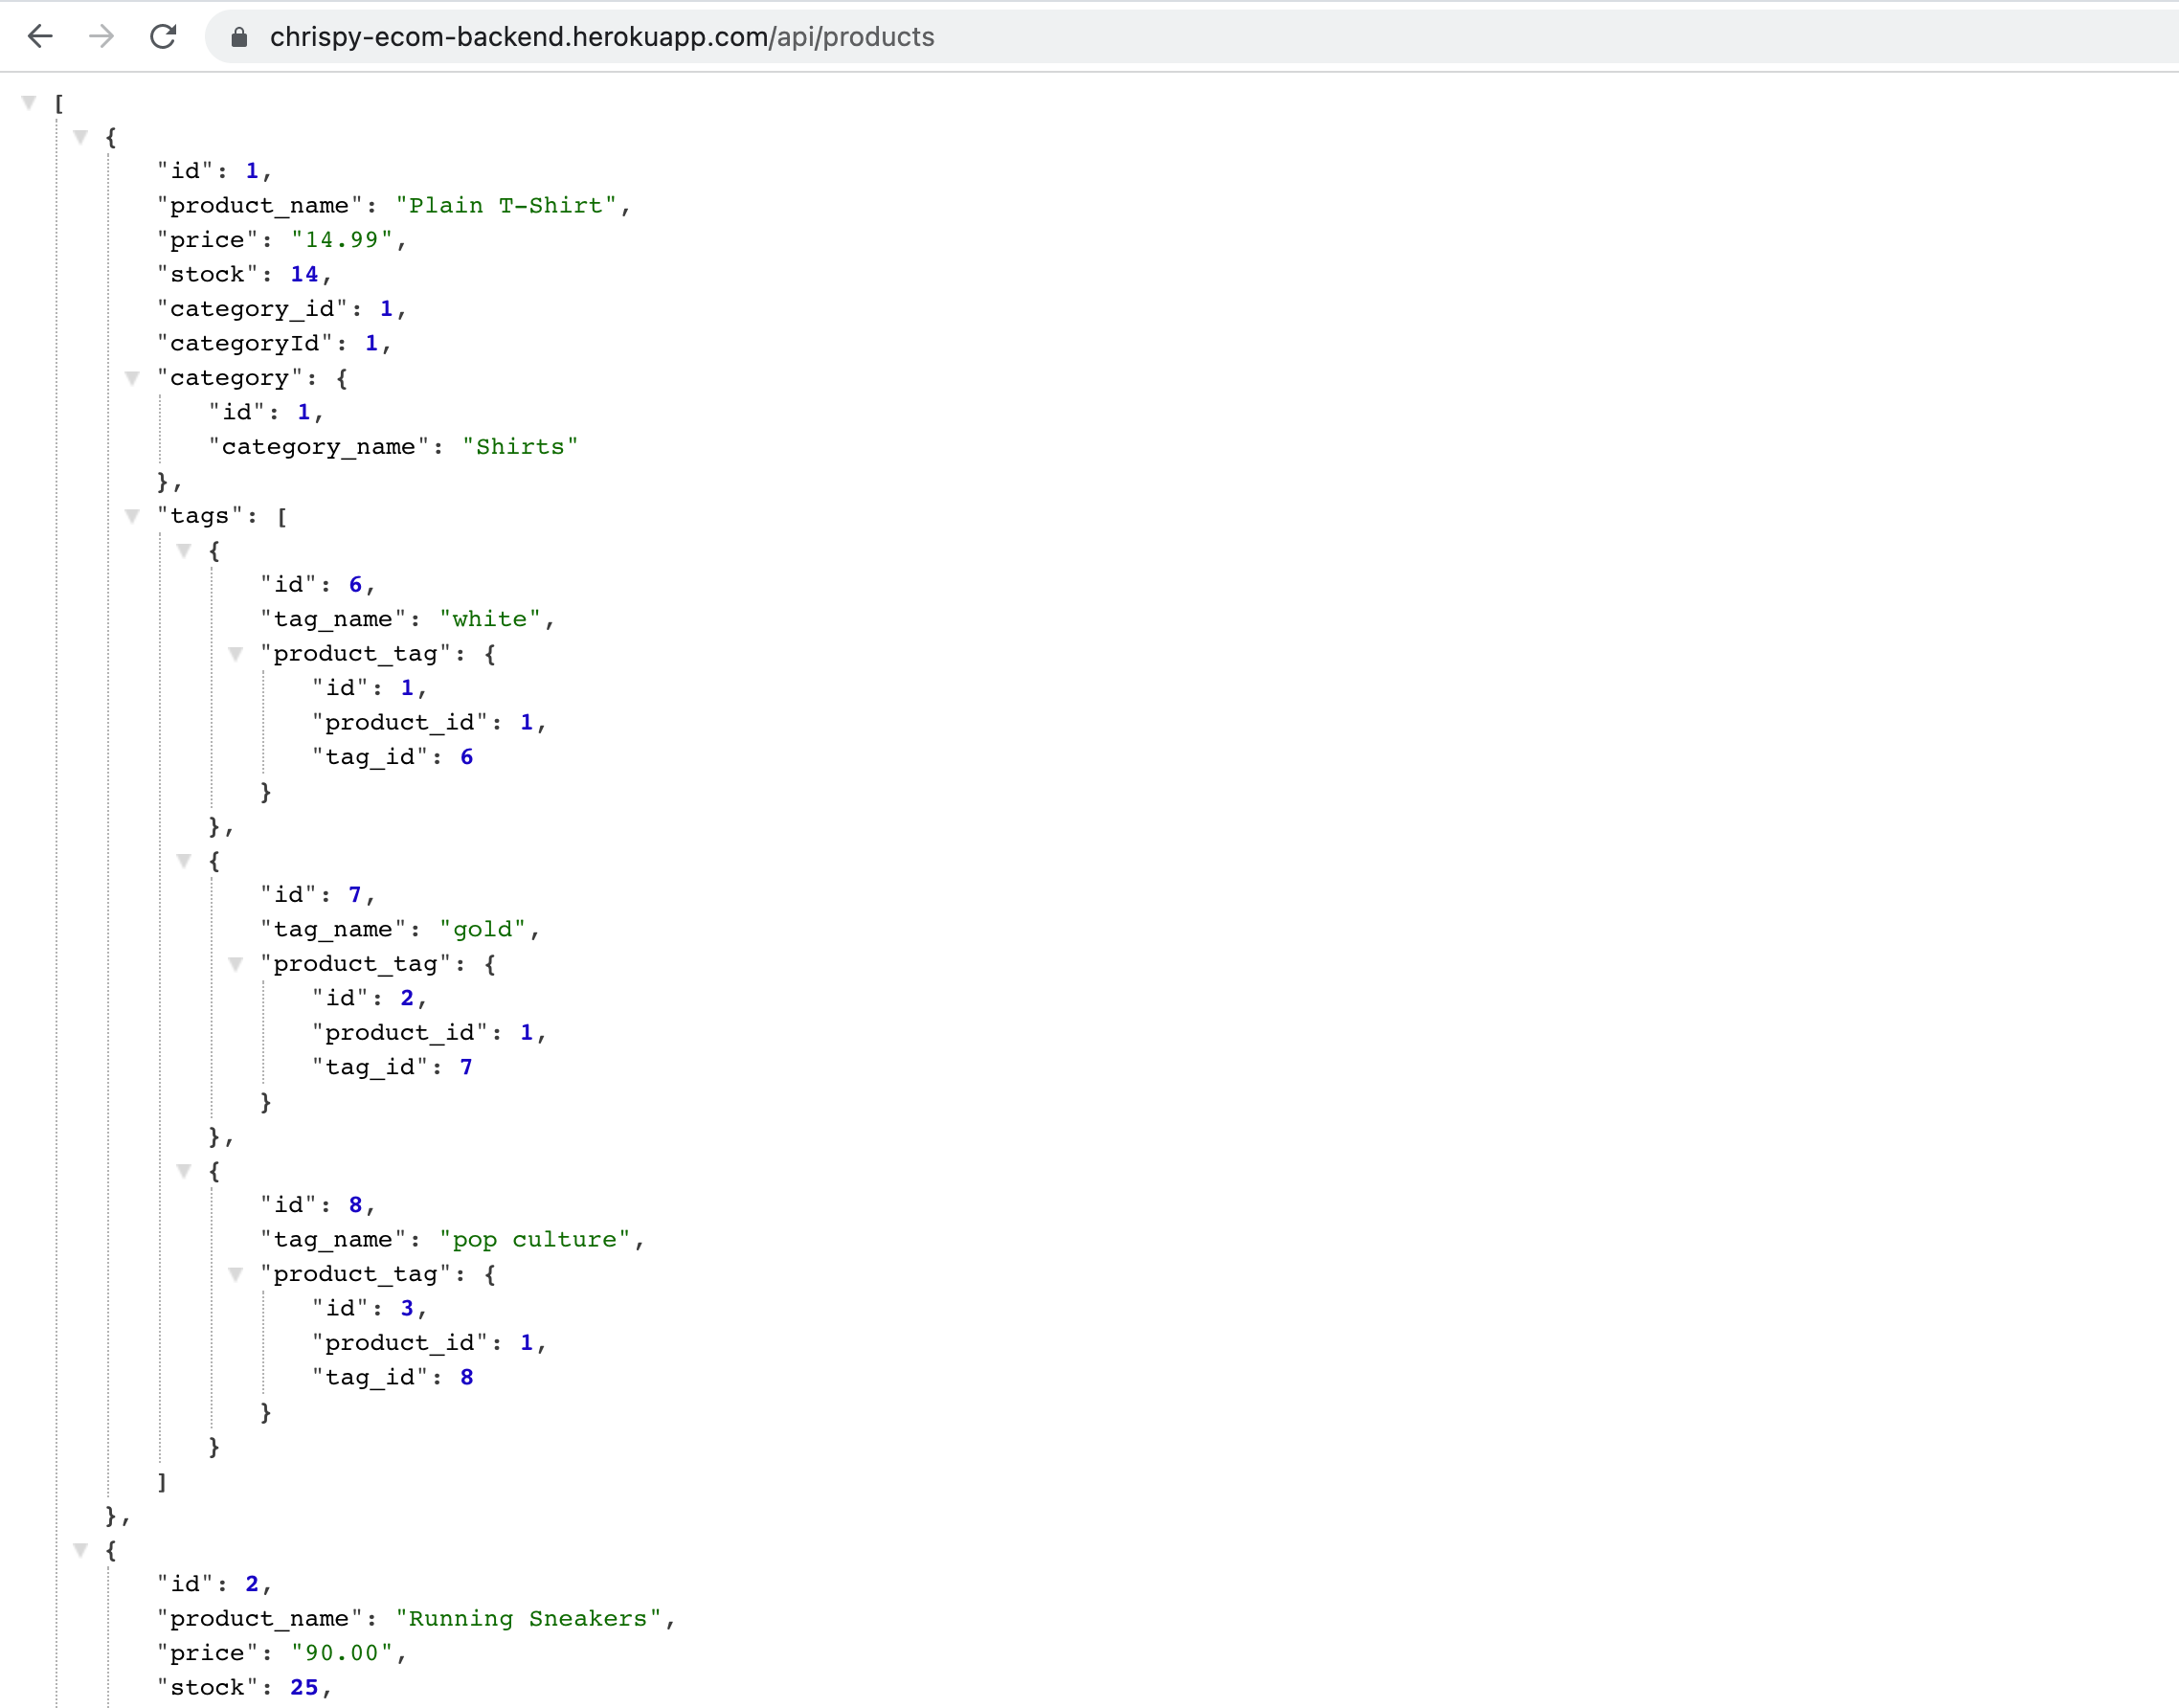 chrispy-ecom-backend.herokuapp.com/api/products
[
{
"id": 1,
"product_name": "Plain T-Shirt",
"price": "14.99",
"stock": 14,
"category_id": 1,
"categoryId": 1,
"category": {
"id": 1,
"category_name": "Shirts"
},
"tags": [
{
"id": 6,
"tag_name": "white",
"product_tag": {
"id": 1,
"product_id": 1,
"tag_id": 6
}
},
{
"id": 7,
"tag_name": "gold",
"product_tag": {
"id": 2,
"product_id": 1,
"tag_id": 7
}
},
{
"id": 8,
"tag_name": "pop culture",
"product_tag": {
"id": 3,
"product_id": 1,
"tag_id": 8
}
}
]
},
{
"id": 2,
"product_name": "Running Sneakers",
"price": "90.00",
"stock": 25,